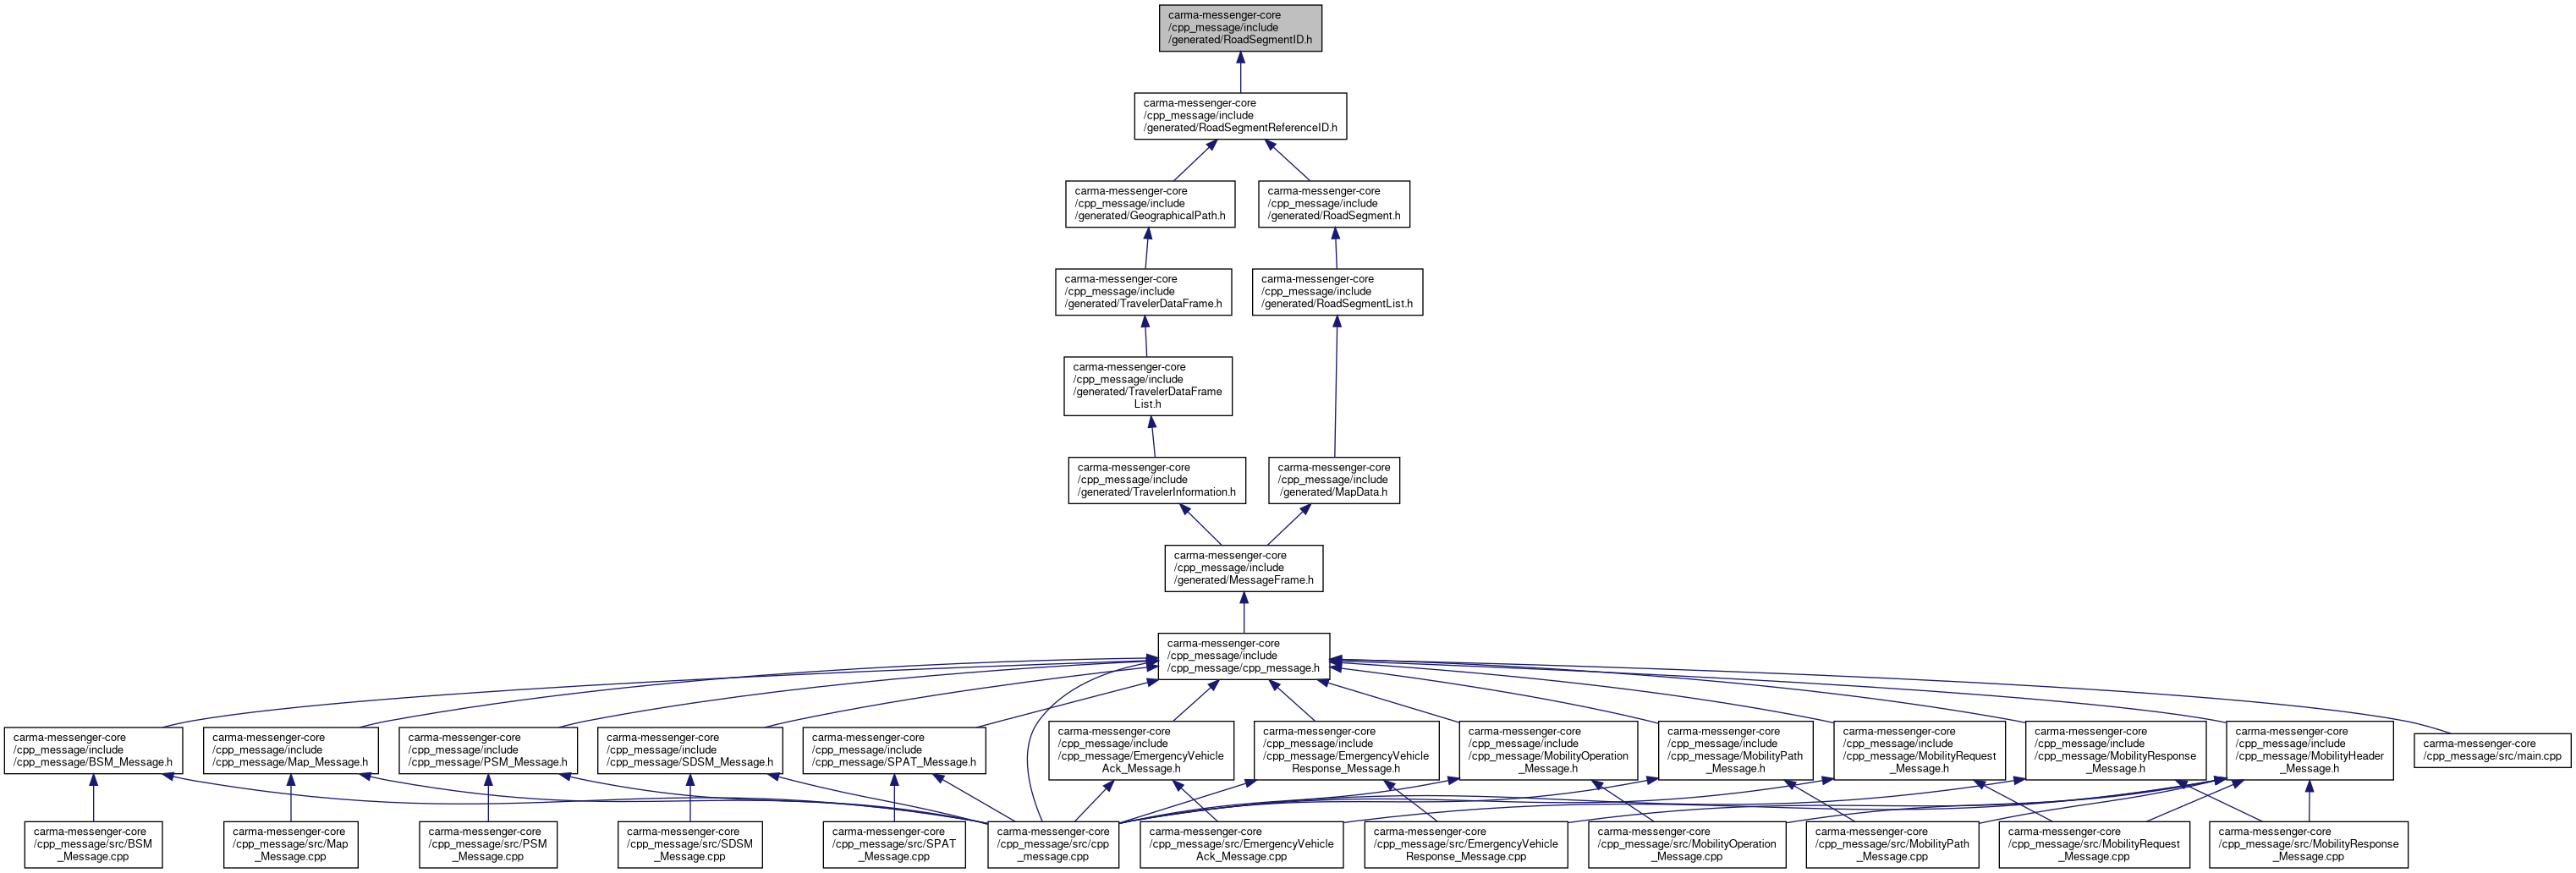 carma-messenger-core
/cpp_message/include
/generated/RoadSegmentID.h
carma-messenger-core
/cpp_message/include
/generated/RoadSegmentReferenceID.h
carma-messenger-core
/cpp_message/include
/generated/GeographicalPath.h
carma-messenger-core
/cpp_message/include
/generated/RoadSegment.h
carma-messenger-core
/cpp_message/include
/generated/TravelerDataFrame.h
carma-messenger-core
/cpp_message/include
/generated/RoadSegmentList.h
carma-messenger-core
/cpp_message/include
/generated/TravelerDataFrame
List.h
carma-messenger-core
/cpp_message/include
/generated/TravelerInformation.h
carma-messenger-core
/cpp_message/include
/generated/MapData.h
carma-messenger-core
/cpp_message/include
/generated/MessageFrame.h
carma-messenger-core
/cpp_message/include
/cpp_message/cpp_message.h
carma-messenger-core
/cpp_message/include
/cpp_message/BSM_Message.h
carma-messenger-core
/cpp_message/include
/cpp_message/Map_Message.h
carma-messenger-core
/cpp_message/include
/cpp_message/PSM_Message.h
carma-messenger-core
/cpp_message/include
/cpp_message/SDSM_Message.h
carma-messenger-core
/cpp_message/include
/cpp_message/SPAT_Message.h
carma-messenger-core
/cpp_message/include
/cpp_message/EmergencyVehicle
Ack_Message.h
carma-messenger-core
/cpp_message/include
/cpp_message/EmergencyVehicle
Response_Message.h
carma-messenger-core
/cpp_message/include
/cpp_message/MobilityOperation
_Message.h
carma-messenger-core
/cpp_message/include
/cpp_message/MobilityPath
_Message.h
carma-messenger-core
/cpp_message/include
/cpp_message/MobilityRequest
_Message.h
carma-messenger-core
/cpp_message/include
/cpp_message/MobilityResponse
_Message.h
carma-messenger-core
/cpp_message/include
/cpp_message/MobilityHeader
_Message.h
carma-messenger-core
/cpp_message/src/main.cpp
carma-messenger-core
/cpp_message/src/BSM
_Message.cpp
carma-messenger-core
/cpp_message/src/Map
_Message.cpp
carma-messenger-core
/cpp_message/src/PSM
_Message.cpp
carma-messenger-core
/cpp_message/src/SDSM
_Message.cpp
carma-messenger-core
/cpp_message/src/SPAT
_Message.cpp
carma-messenger-core
/cpp_message/src/cpp
_message.cpp
carma-messenger-core
/cpp_message/src/EmergencyVehicle
Ack_Message.cpp
carma-messenger-core
/cpp_message/src/EmergencyVehicle
Response_Message.cpp
carma-messenger-core
/cpp_message/src/MobilityOperation
_Message.cpp
carma-messenger-core
/cpp_message/src/MobilityPath
_Message.cpp
carma-messenger-core
/cpp_message/src/MobilityRequest
_Message.cpp
carma-messenger-core
/cpp_message/src/MobilityResponse
_Message.cpp